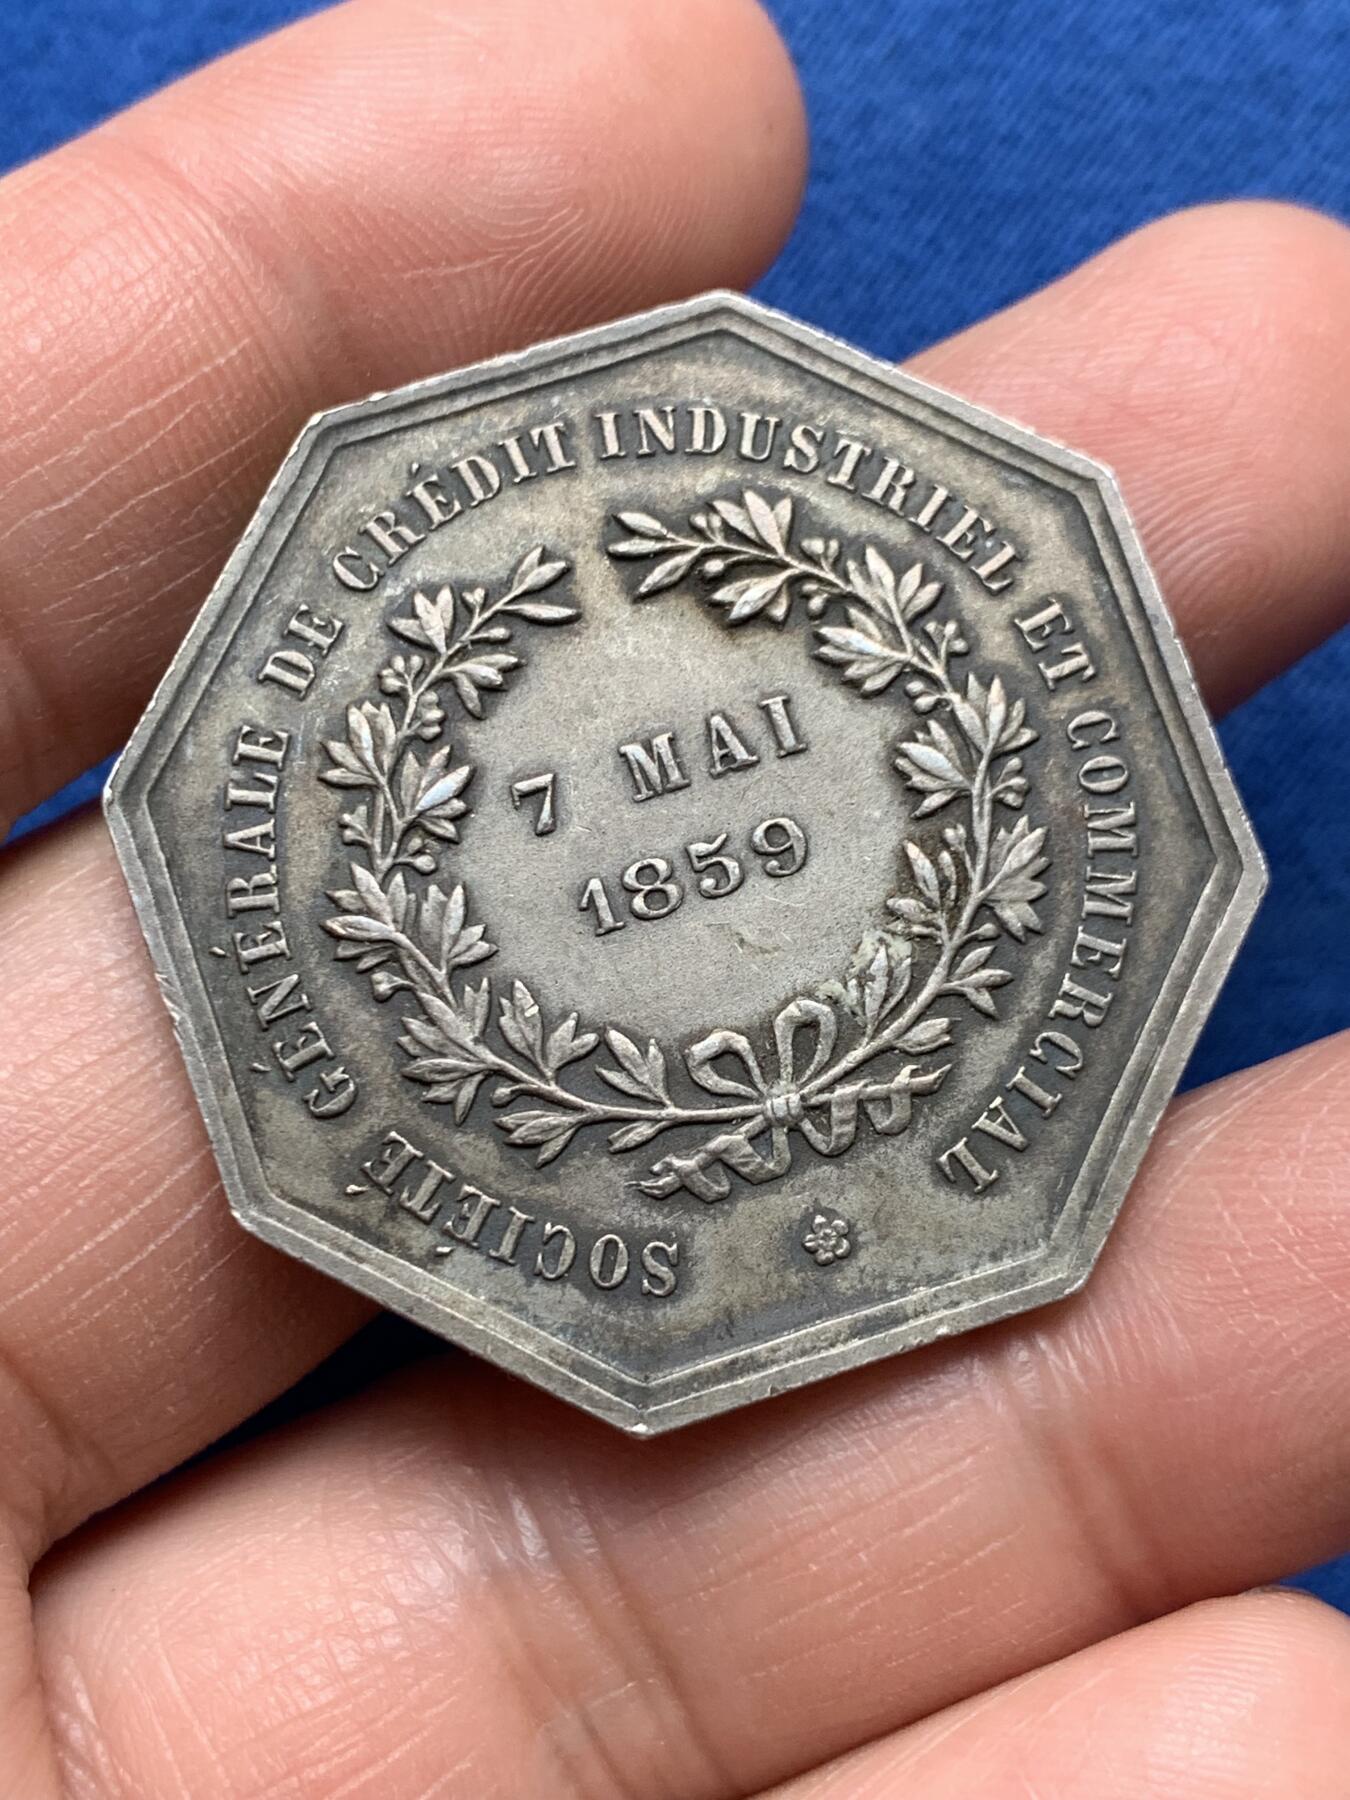 SOCIÉTÉ GÉNÉRALE DE CRÉDIT INDUSTRIEL ET COMMERCIAL
7 MAI
1859